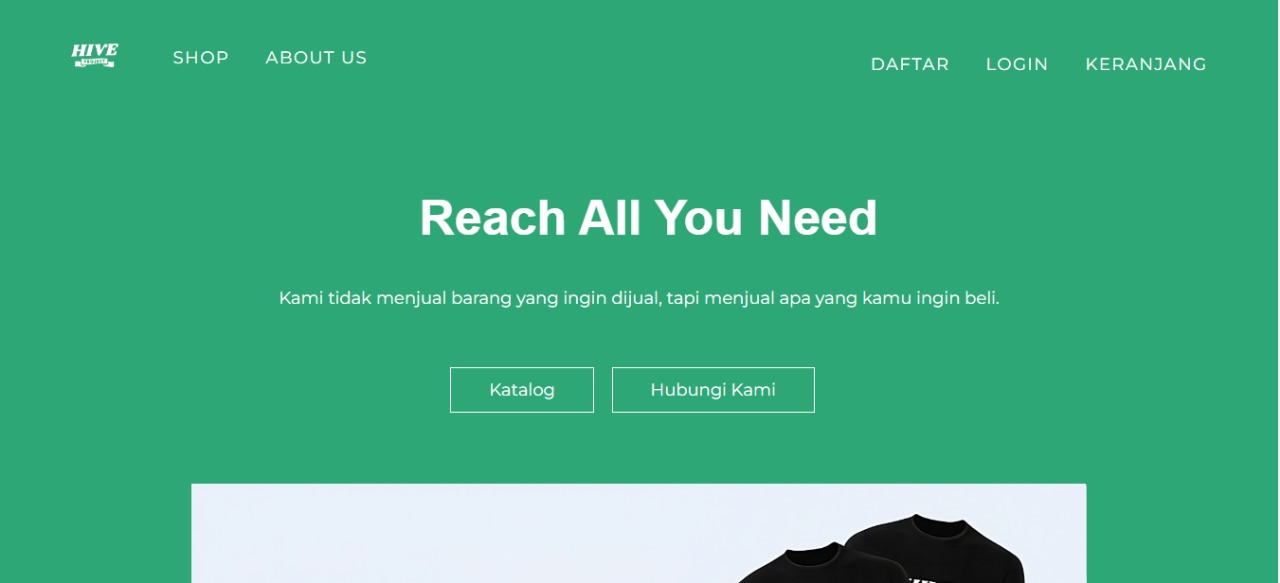 HIVE
SHOP ABOUT US
DAFTAR LOGIN KERANJANG
Reach All You Need
Kami tidak menjual barang yang ingin dijual, tapi menjual apa yang kamu ingin beli.
Katalog Hubungi Kami